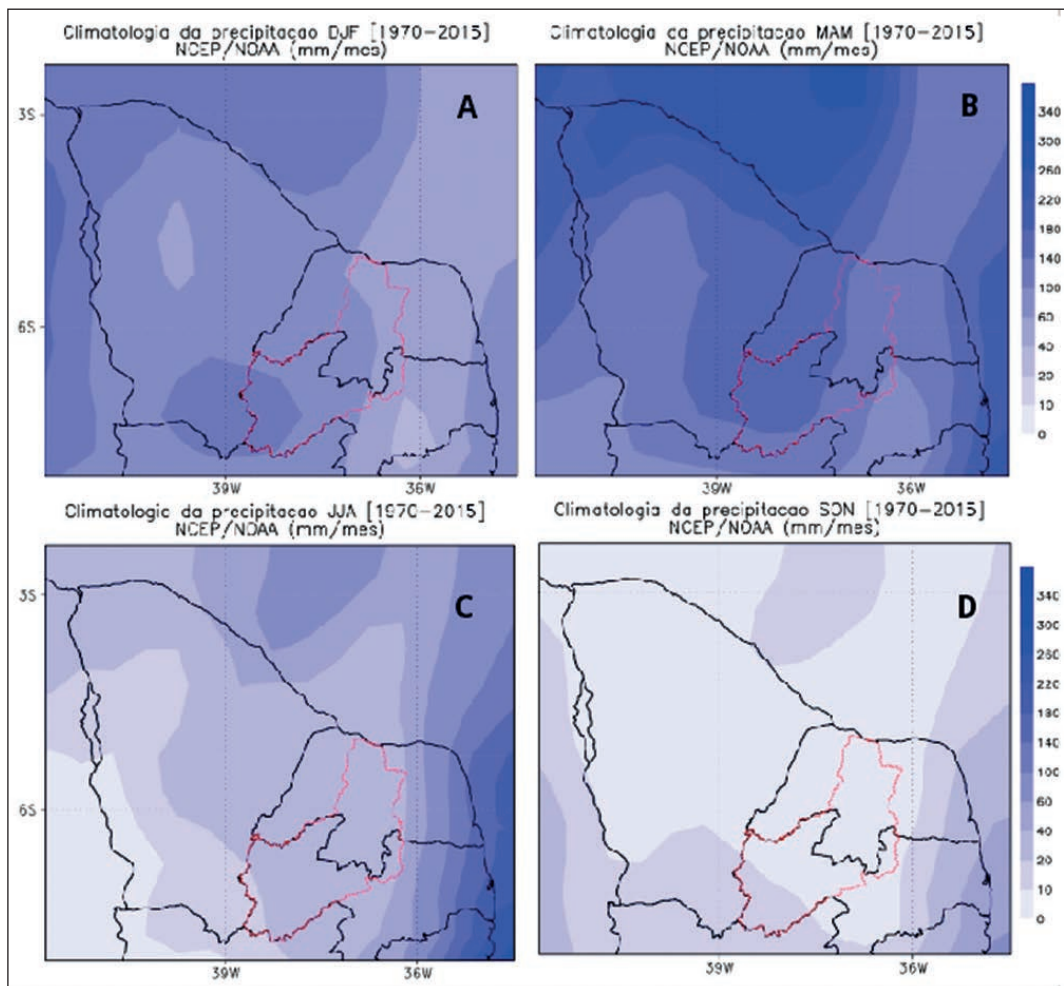 Climatologia da precipitacao DJF [1970-2015]
NCEP/NOAA (mm/mes)
Climatologia da precipitacao MAM [1970-2015]
NCEP/NOAA (mm/mes)
A
B
3S
6S
39W
36W
39W
36W
340
300
220
180
140
100
60
40
20
10
0
Climatologia da precipitacao JJA [1970-2015]
NCEP/NOAA (mm/mes)
Climatologia da precipitacao SON [1970-2015]
NCEP/NOAA (mm/mes)
C
D
3S
6S
39W
36W
39W
36W
340
300
260
220
180
140
100
60
40
20
10
0